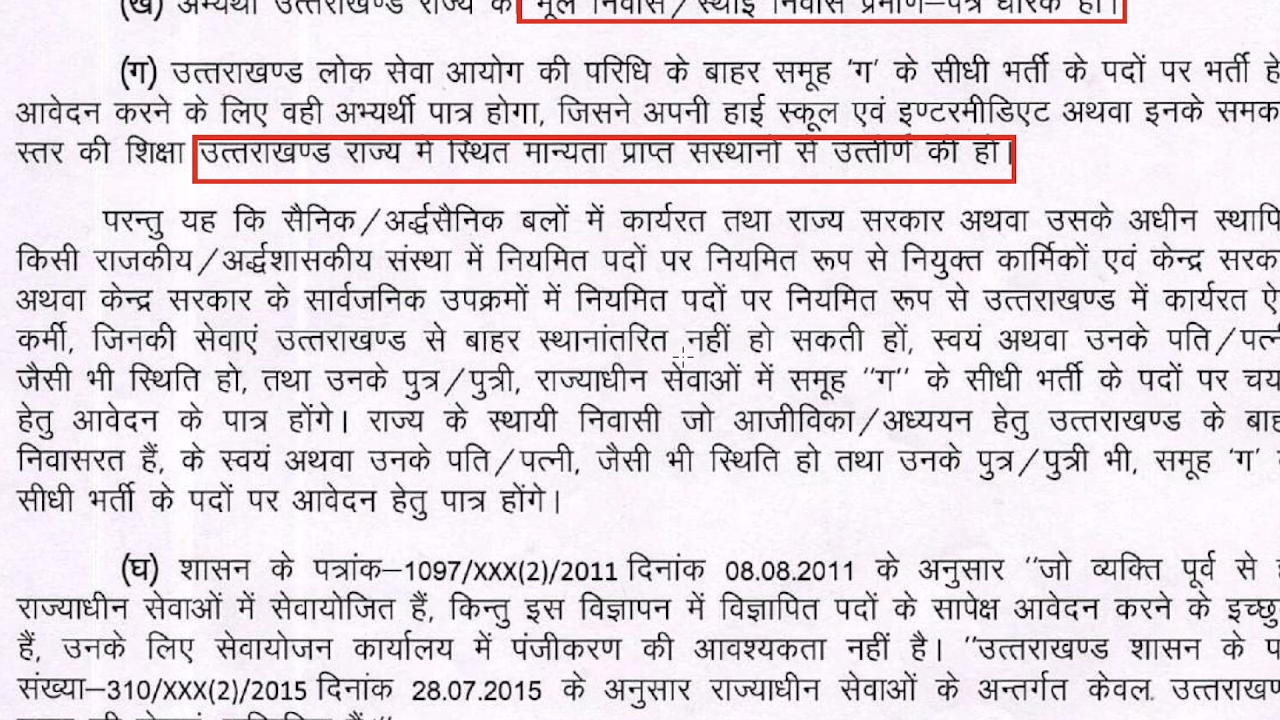 (ख) अभ्यर्थी उत्तराखण्ड राज्य के मूल निवास/स्थाई निवास प्रमाण–पत्र धारक हो।
(ग) उत्तराखण्ड लोक सेवा आयोग की परिधि के बाहर समूह 'ग' के सीधी भर्ती के पदों पर भर्ती हे
आवेदन करने के लिए वही अभ्यर्थी पात्र होगा, जिसने अपनी हाई स्कूल एवं इण्टरमीडिएट अथवा इनके समक
स्तर की शिक्षा उत्तराखण्ड राज्य में स्थित मान्यता प्राप्त संस्थानों से उत्तीर्ण की हो।
परन्तु यह कि सैनिक/अर्द्धसैनिक बलों में कार्यरत तथा राज्य सरकार अथवा उसके अधीन स्थापि
किसी राजकीय/अर्द्धशासकीय संस्था में नियमित पदों पर नियमित रूप से नियुक्त कार्मिकों एवं केन्द्र सरक
अथवा केन्द्र सरकार के सार्वजनिक उपक्रमों में नियमित पदों पर नियमित रूप से उत्तराखण्ड में कार्यरत ऐ
कर्मी, जिनकी सेवाएं उत्तराखण्ड से बाहर स्थानांतरित नहीं हो सकती हों, स्वयं अथवा उनके पति/पत्न
जैसी भी स्थिति हो, तथा उनके पुत्र/पुत्री, राज्याधीन सेवाओं में समूह "ग" के सीधी भर्ती के पदों पर चय
हेतु आवेदन के पात्र होंगे। राज्य के स्थायी निवासी जो आजीविका/अध्ययन हेतु उत्तराखण्ड के बाह
निवासरत हैं, के स्वयं अथवा उनके पति/पत्नी, जैसी भी स्थिति हो तथा उनके पुत्र/पुत्री भी, समूह 'ग'
सीधी भर्ती के पदों पर आवेदन हेतु पात्र होंगे।
(घ) शासन के पत्रांक–1097/XXX(2)/2011 दिनांक 08.08.2011 के अनुसार "जो व्यक्ति पूर्व से
राज्याधीन सेवाओं में सेवायोजित हैं, किन्तु इस विज्ञापन में विज्ञापित पदों के सापेक्ष आवेदन करने के इच्छु
हैं, उनके लिए सेवायोजन कार्यालय में पंजीकरण की आवश्यकता नहीं है। "उत्तराखण्ड शासन के प
संख्या–310/XXX(2)/2015 दिनांक 28.07.2015 के अनुसार राज्याधीन सेवाओं के अन्तर्गत केवल उत्तराखण